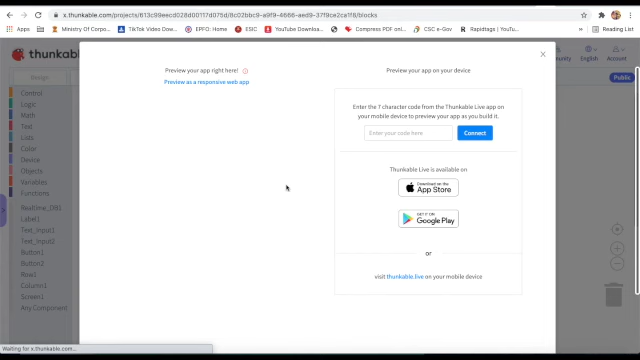 x.thunkable.com/projects/613c99eecd028d00117d075d/8c02bbc9-a9f9-4666-aed9-37f9ce2ca1f8/blocks
Apps
Ministry Of Corpo...
TikTok Video Dow...
EPFO: Home
ESIC
YouTube Downloa...
Compress PDF onl...
CSC e-Gov
Rapidtags | YouTu...
Reading List
thunkable
English
Account
Design
Public
Control
Logic
Math
Text
Lists
Color
Device
Objects
Variables
Functions
Realtime_DB1
Label1
Text_Input1
Text_Input2
Button1
Button2
Row1
Column1
Screen1
Any Component
Preview your app right here!
Preview as a responsive web app
Preview your app on your device
Enter the 7 character code from the Thunkable Live app on
your mobile device to preview your app as you build it.
Enter your code here
Connect
Thunkable Live is available on
Download on the
App Store
GET IT ON
Google Play
or
visit thunkable.live on your mobile device
Waiting for x.thunkable.com...